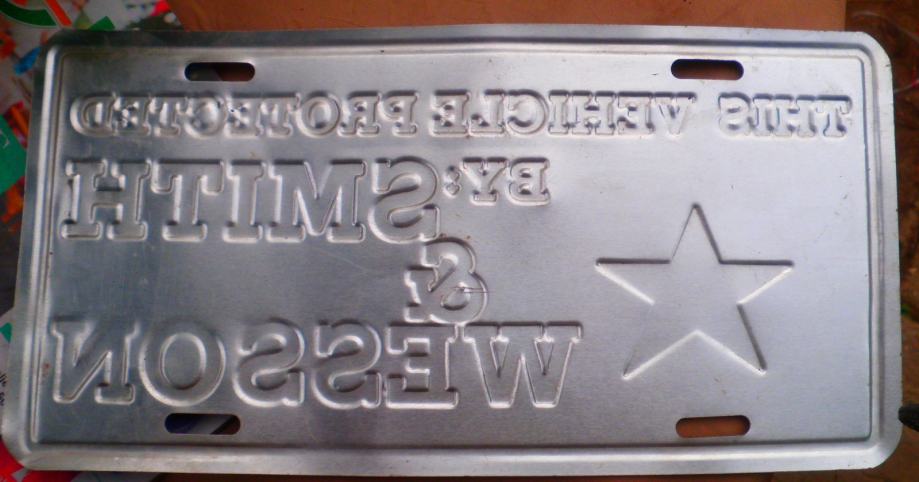 THIS VEHICLE PROTECTED
BY: SMITH
&
WESSON